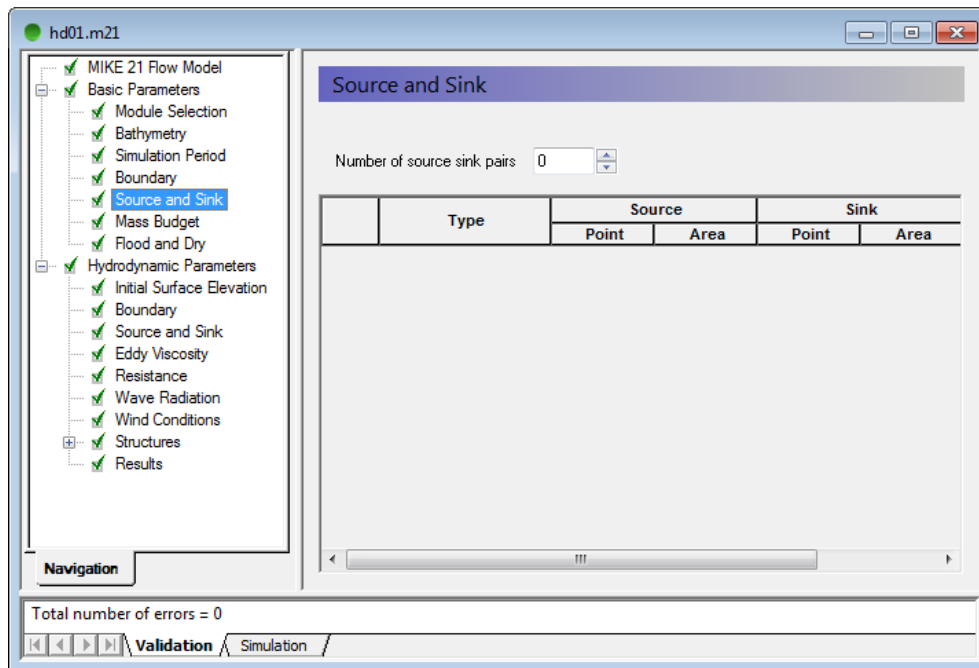 hd01.m21
MIKE 21 Flow Model
Basic Parameters
Module Selection
Bathymetry
Simulation Period
Boundary
Source and Sink
Mass Budget
Flood and Dry
Hydrodynamic Parameters
Initial Surface Elevation
Boundary
Source and Sink
Eddy Viscosity
Resistance
Wave Radiation
Wind Conditions
Structures
Results
Navigation
Source and Sink
Number of source sink pairs 0
Type Source Sink
Point Area Point Area
Total number of errors = 0
Validation Simulation